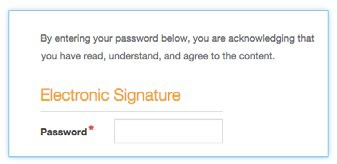 By entering your password below, you are acknowledging that
you have read, understand, and agree to the content.
Electronic Signature
Password*